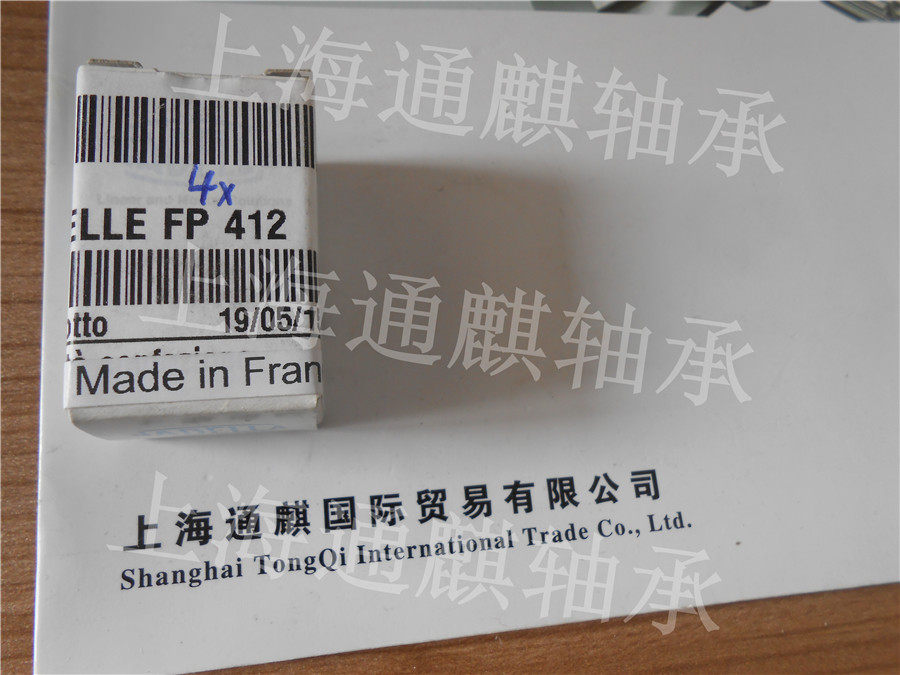 上海通麒轴承
4x
ELLE FP 412
上海通麒轴承
otto 19/05/1
Made in Fran
上海通麒国际贸易有限公司
Shanghai TongQi International Trade Co., Ltd.
上海通麒轴承